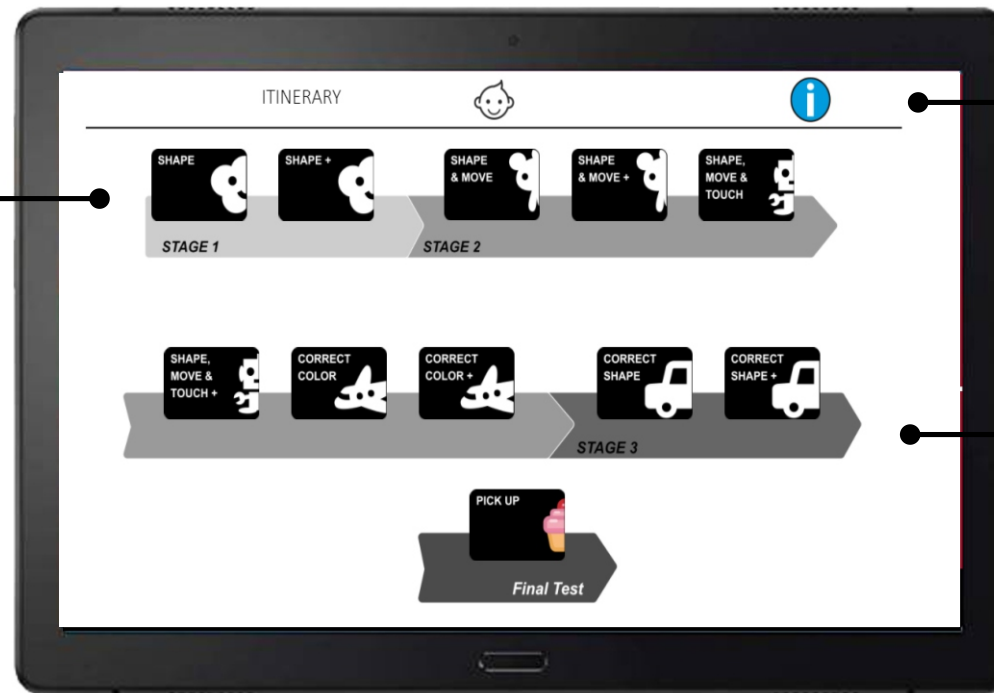 ITINERARY
i
SHAPE
SHAPE +
SHAPE
& MOVE
SHAPE
& MOVE +
SHAPE,
MOVE &
TOUCH
STAGE 1
STAGE 2
SHAPE,
MOVE &
TOUCH +
CORRECT
COLOR
CORRECT
COLOR +
CORRECT
SHAPE
CORRECT
SHAPE +
STAGE 3
PICK UP
Final Test